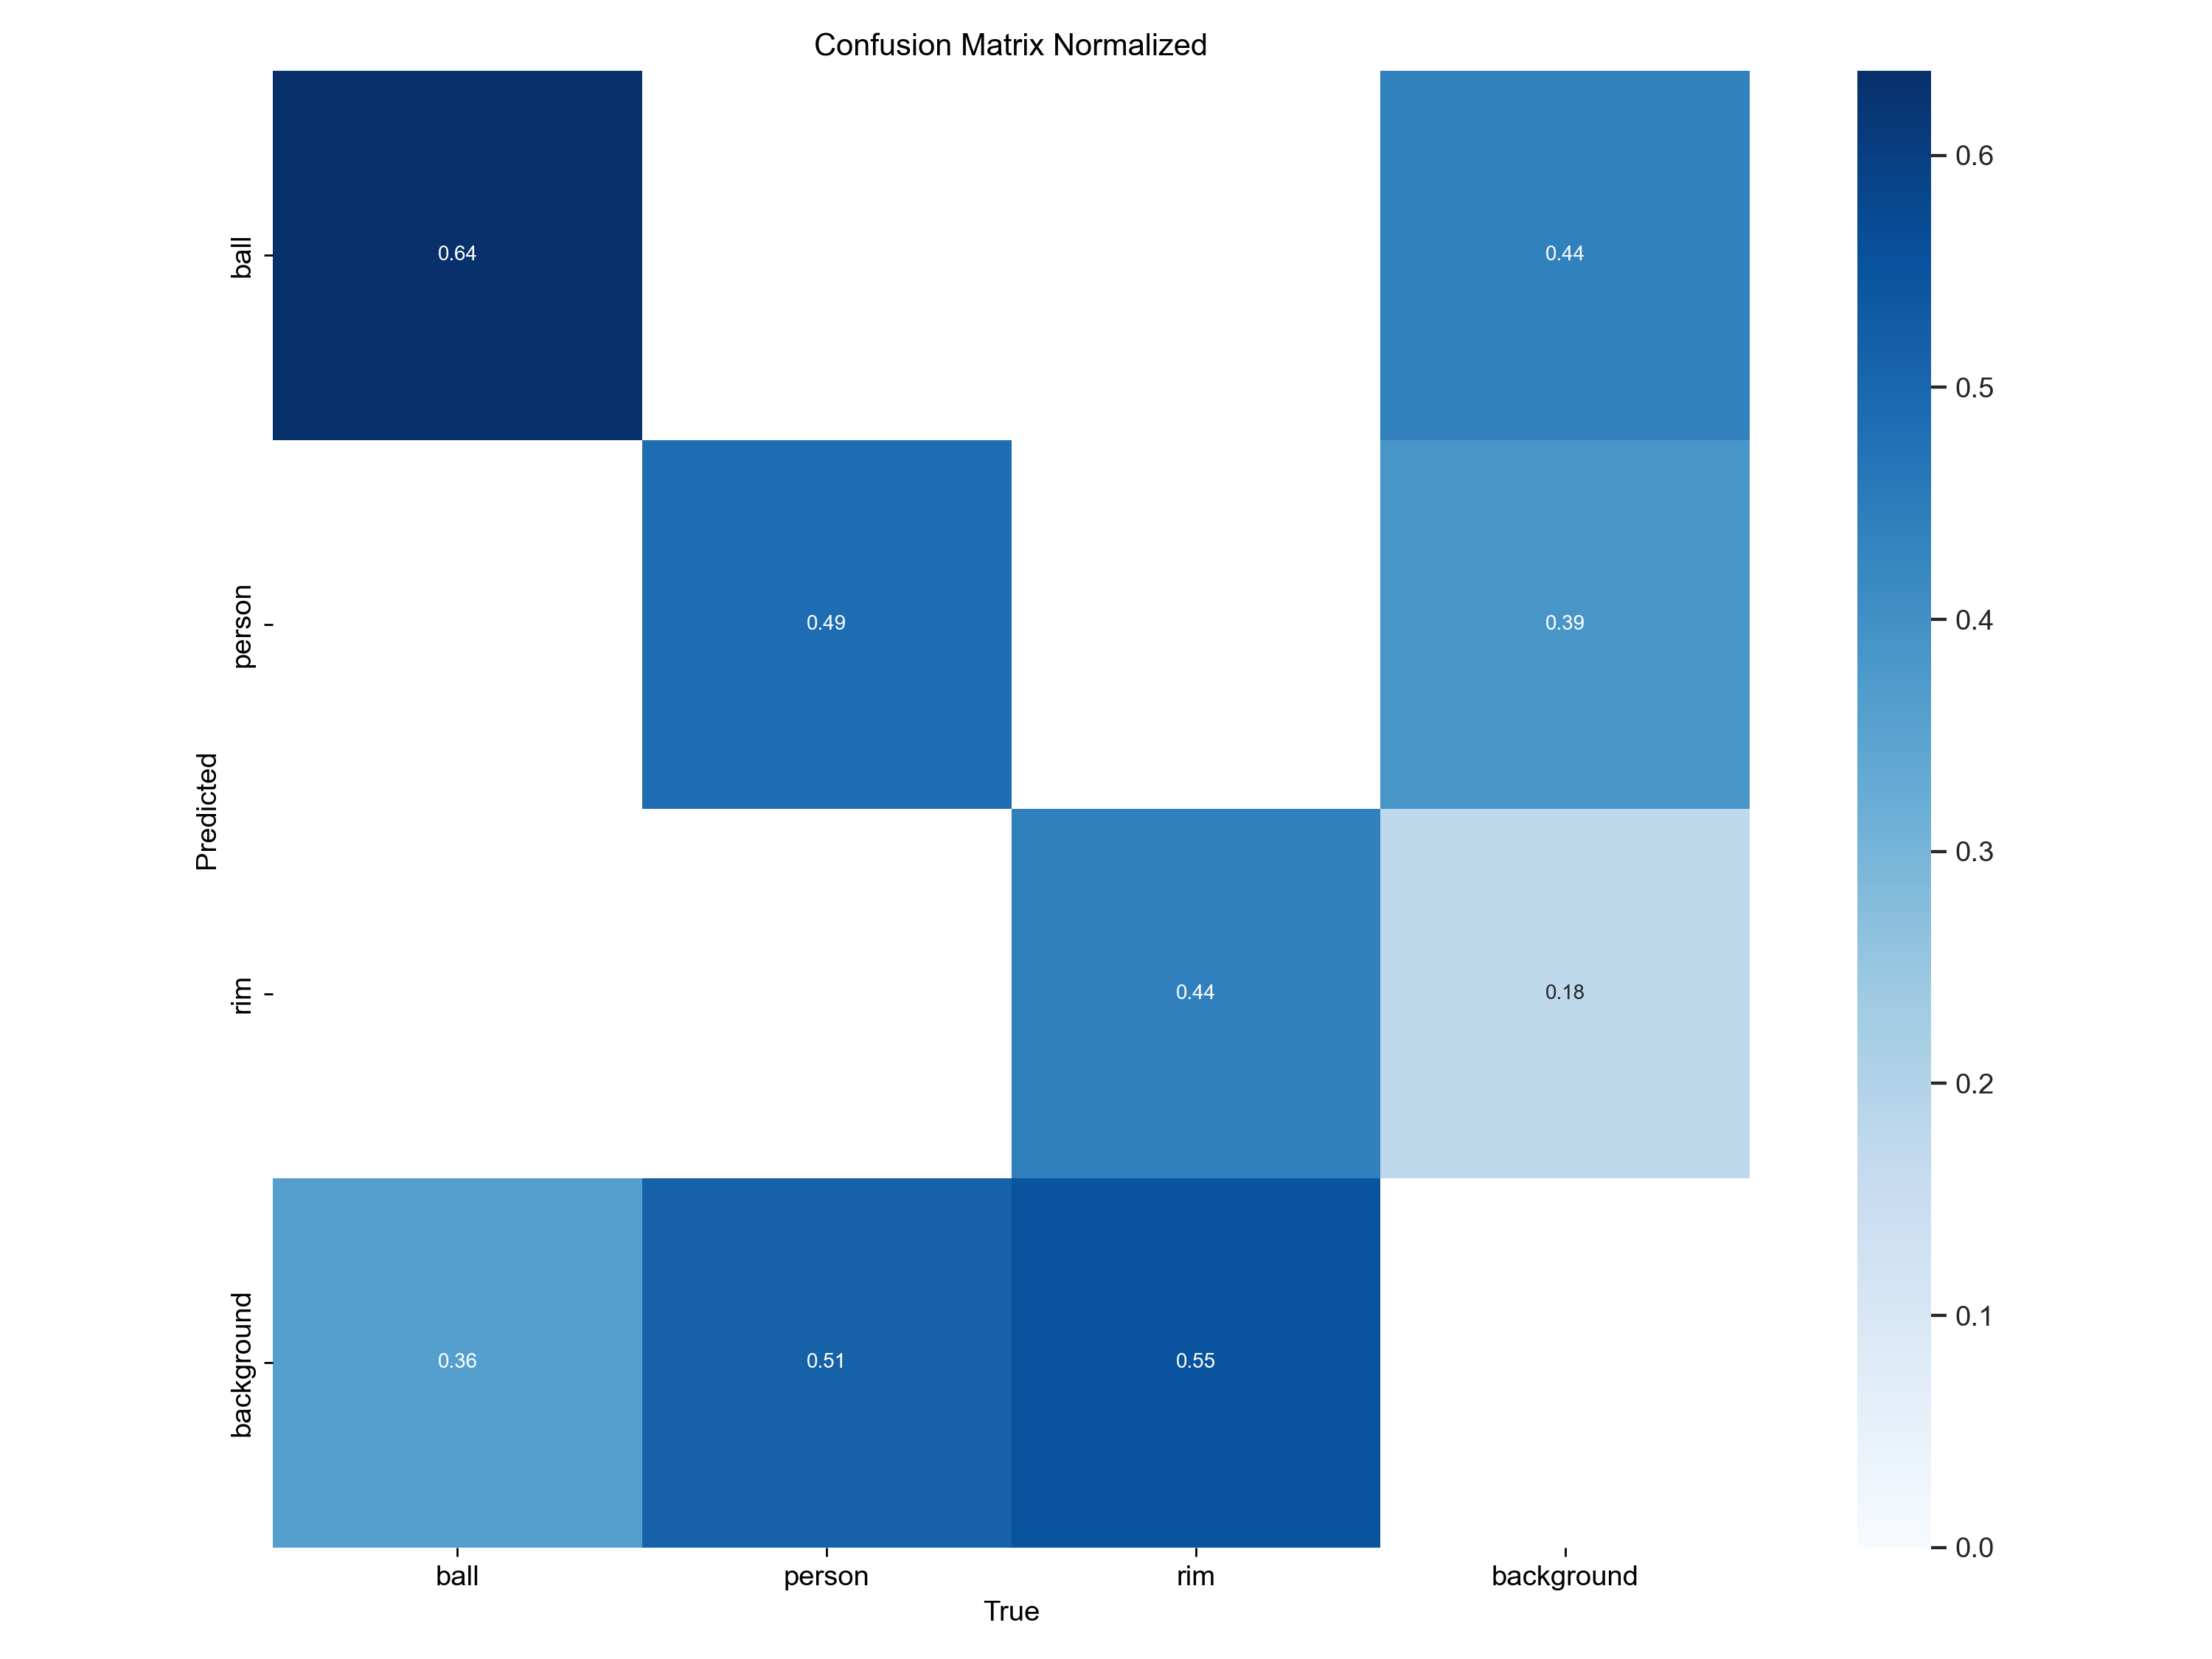 Confusion Matrix Normalized
ball
person
rim
background
Predicted
0.64
0.44
0.49
0.39
0.44
0.18
0.36
0.51
0.55
ball
person
rim
background
True
0.6
0.5
0.4
0.3
0.2
0.1
0.0